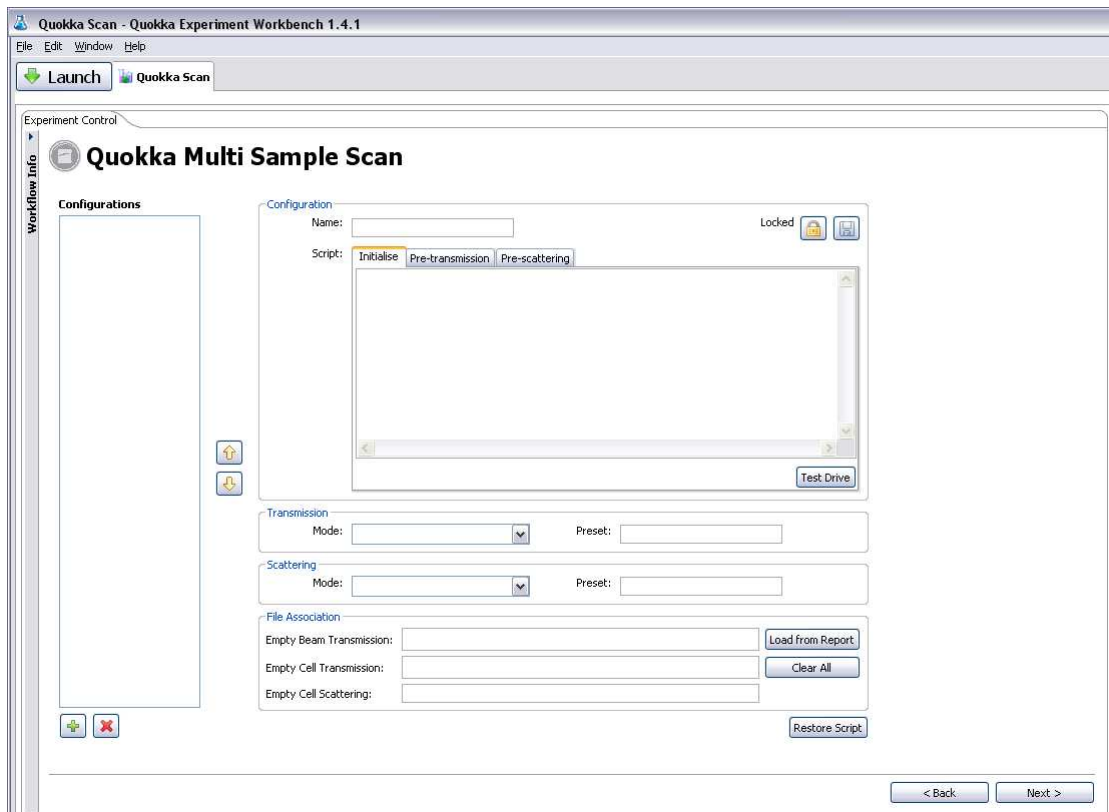 Quokka Scan - Quokka Experiment Workbench 1.4.1
File Edit Window Help
Launch Quokka Scan
Experiment Control
Workflow Info
Quokka Multi Sample Scan
Configurations
Configuration
Name:
Locked
Script:
Initialise Pre-transmission Pre-scattering
Test Drive
Transmission
Mode: Preset:
Scattering
Mode: Preset:
File Association
Empty Beam Transmission: Load from Report
Empty Cell Transmission: Clear All
Empty Cell Scattering:
Restore Script
< Back Next >